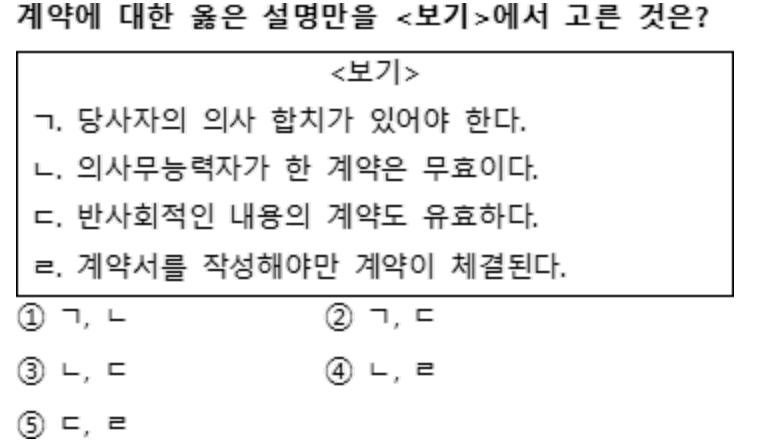 계약에 대한 옳은 설명만을 <보기>에서 고른 것은?
<보기>
ㄱ. 당사자의 의사 합치가 있어야 한다.
ㄴ. 의사무능력자가 한 계약은 무효이다.
ㄷ. 반사회적인 내용의 계약도 유효하다.
ㄹ. 계약서를 작성해야만 계약이 체결된다.
① ㄱ, ㄴ ② ㄱ, ㄷ
③ ㄴ, ㄷ ④ ㄴ, ㄹ
⑤ ㄷ, ㄹ